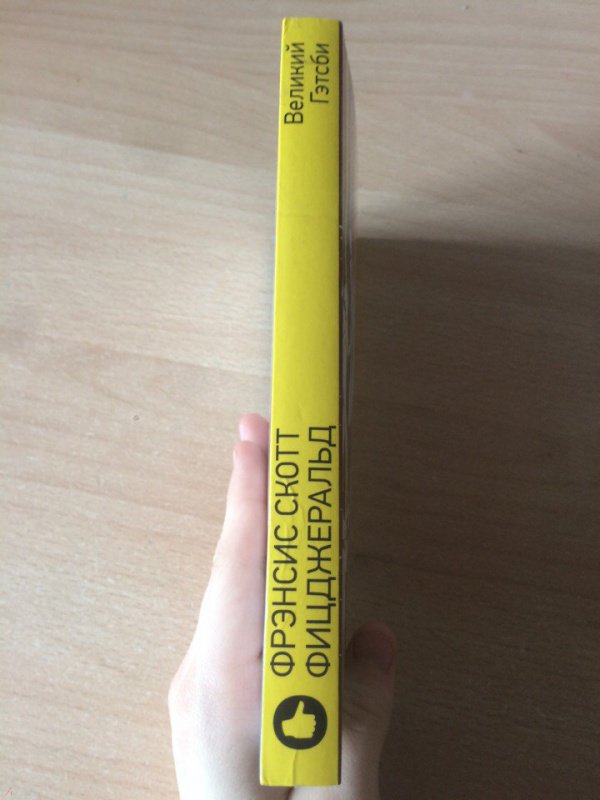 ФРЭНСИС СКОТТ
ФИЦДЖЕРАЛЬД
Великий
Гэтсби